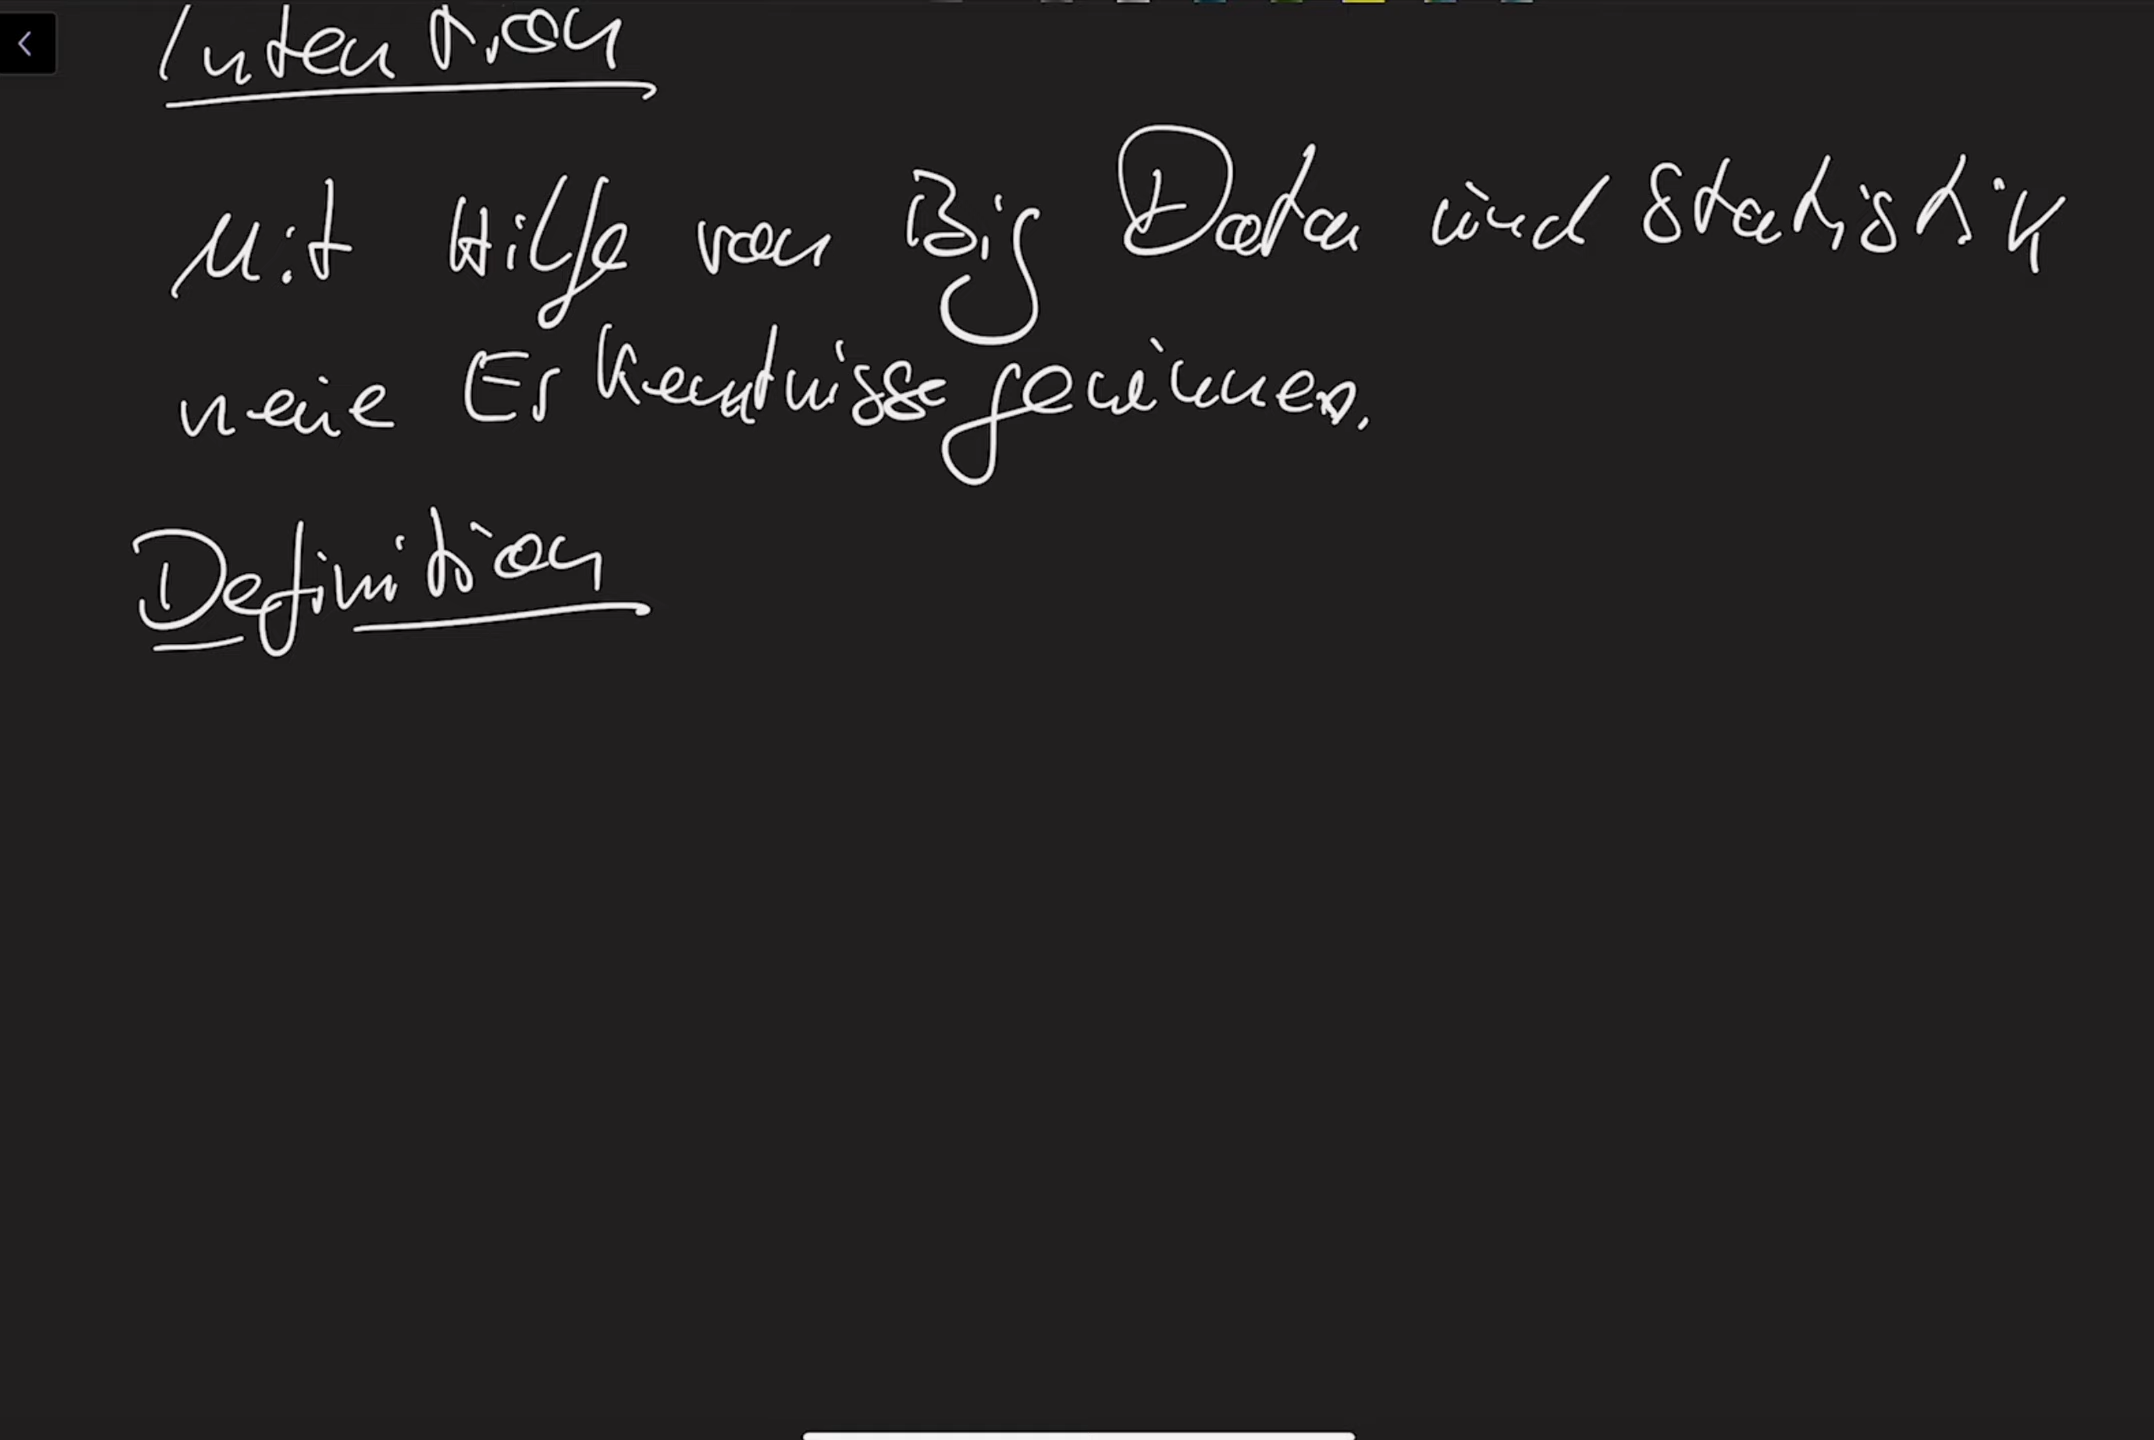 Intention
Mit Hilfe von Big Data und Statistik
neue Erkenntnisse gewinnen.
Definition